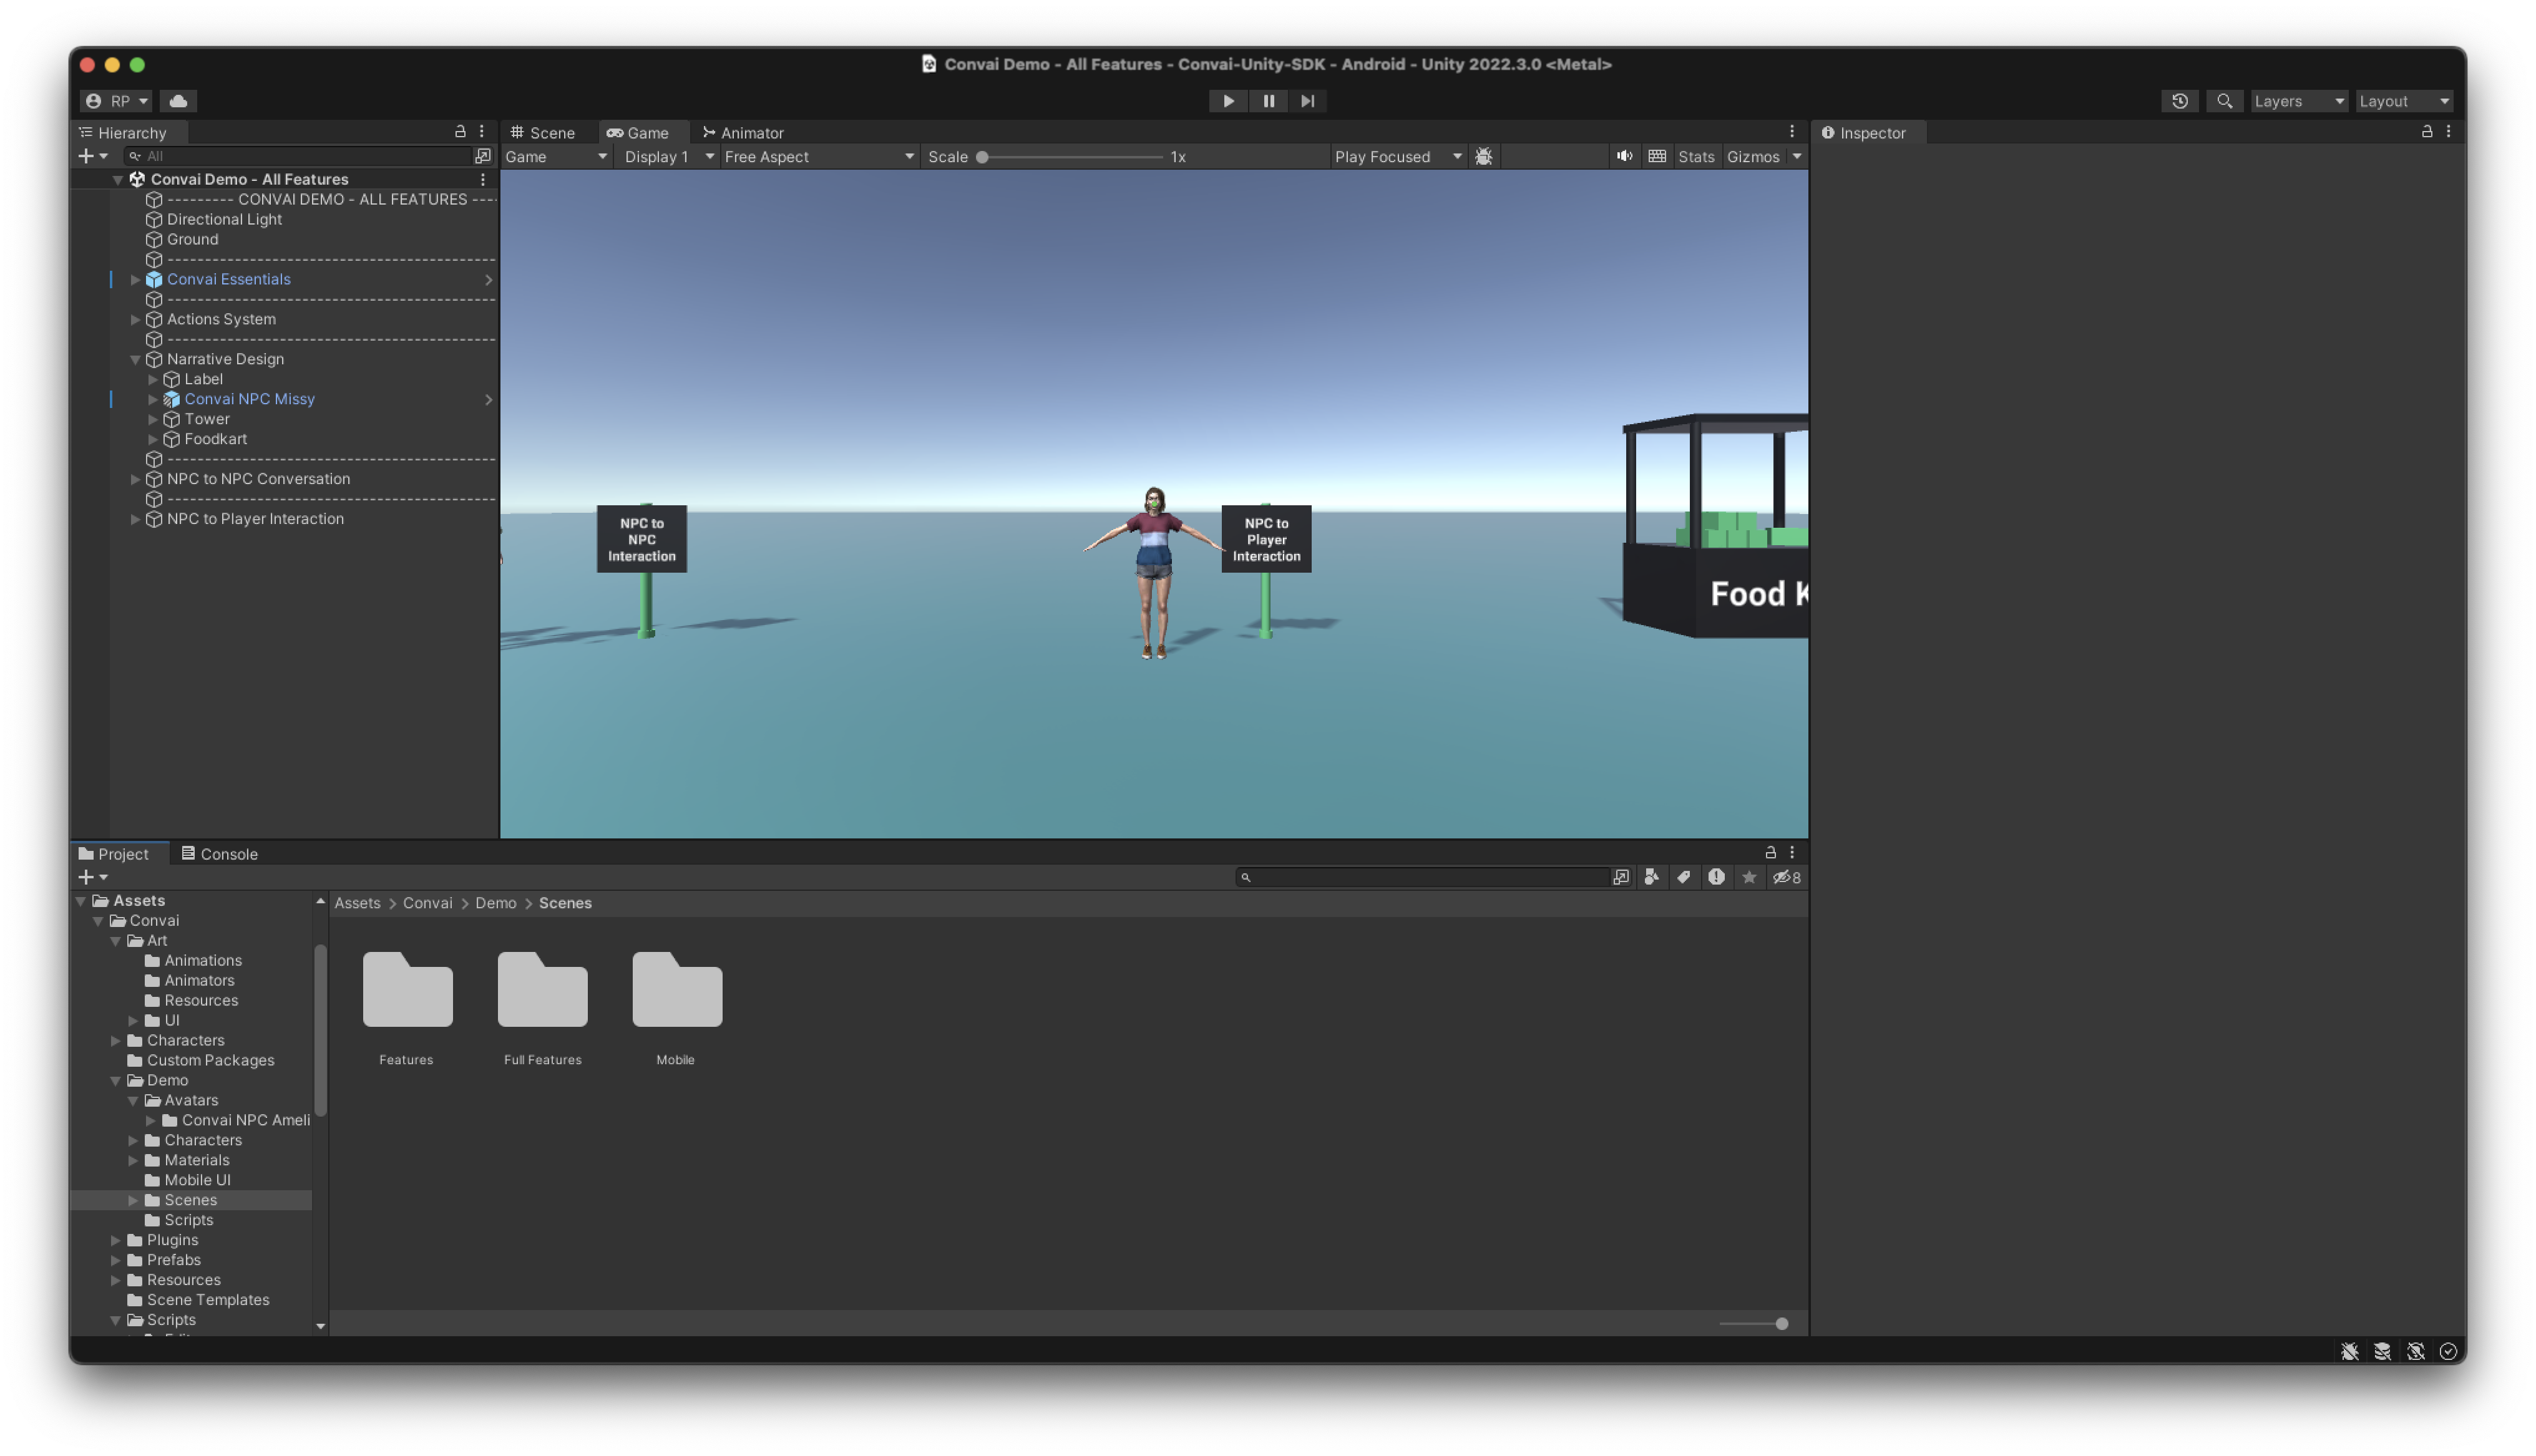 Convai Demo - All Features - Convai-Unity-SDK - Android - Unity 2022.3.0 <Metal>
RP
Layers
Layout
Hierarchy
All
Convai Demo - All Features
--------- CONVAI DEMO - ALL FEATURES ----
Directional Light
Ground
Convai Essentials
Actions System
Narrative Design
Label
Convai NPC Missy
Tower
Foodkart
NPC to NPC Conversation
NPC to Player Interaction
Scene
Game
Animator
Game
Display 1
Free Aspect
Scale
1x
Play Focused
Stats
Gizmos
NPC to
NPC
Interaction
NPC to
Player
Interaction
Food K
Inspector
Project
Console
8
Assets
Convai
Art
Animations
Animators
Resources
UI
Characters
Custom Packages
Demo
Avatars
Convai NPC Ameli
Characters
Materials
Mobile UI
Scenes
Scripts
Plugins
Prefabs
Resources
Scene Templates
Scripts
Assets > Convai > Demo > Scenes
Features
Full Features
Mobile